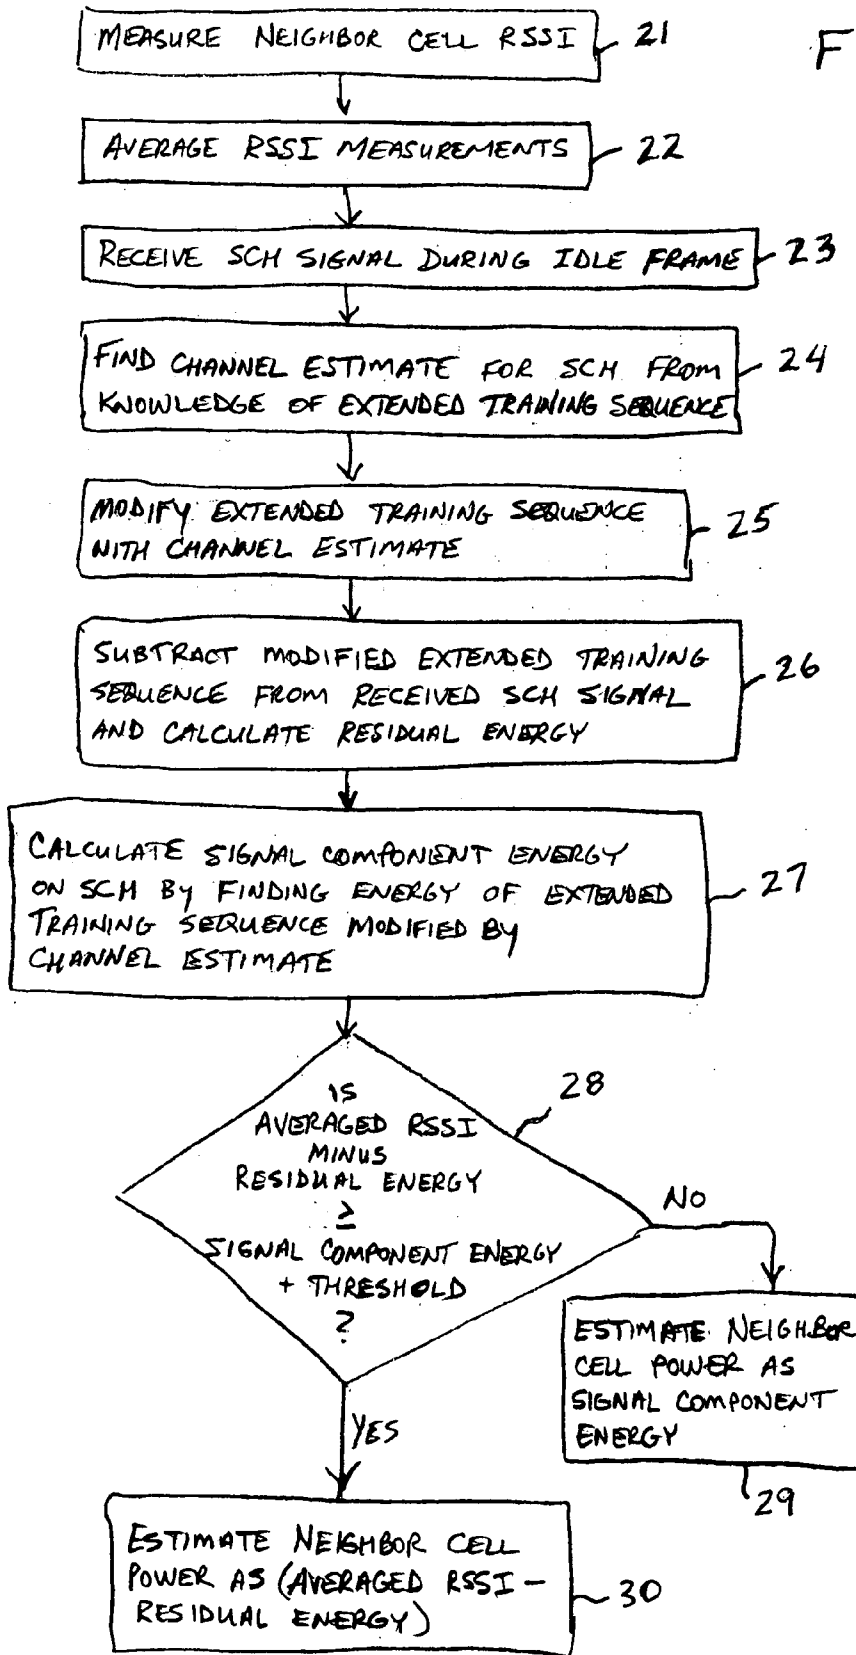 MEASURE NEIGHBOR CELL RSSI 21
F
AVERAGE RSSI MEASUREMENTS 22
RECEIVE SCH SIGNAL DURING IDLE FRAME 23
FIND CHANNEL ESTIMATE FOR SCH FROM 24
KNOWLEDGE OF EXTENDED TRAINING SEQUENCE
MODIFY EXTENDED TRAINING SEQUENCE
WITH CHANNEL ESTIMATE 25
SUBTRACT MODIFIED EXTENDED TRAINING
SEQUENCE FROM RECEIVED SCH SIGNAL 26
AND CALCULATE RESIDUAL ENERGY
CALCULATE SIGNAL COMPONENT ENERGY
ON SCH BY FINDING ENERGY OF EXTENDED 27
TRAINING SEQUENCE MODIFIED BY
CHANNEL ESTIMATE
28
IS
AVERAGED RSSI
MINUS
RESIDUAL ENERGY
≥
SIGNAL COMPONENT ENERGY
+ THRESHOLD
?
NO
ESTIMATE NEIGHBOR
CELL POWER AS
SIGNAL COMPONENT
ENERGY
29
YES
ESTIMATE NEIGHBOR CELL
POWER AS (AVERAGED RSSI –
RESIDUAL ENERGY)
30